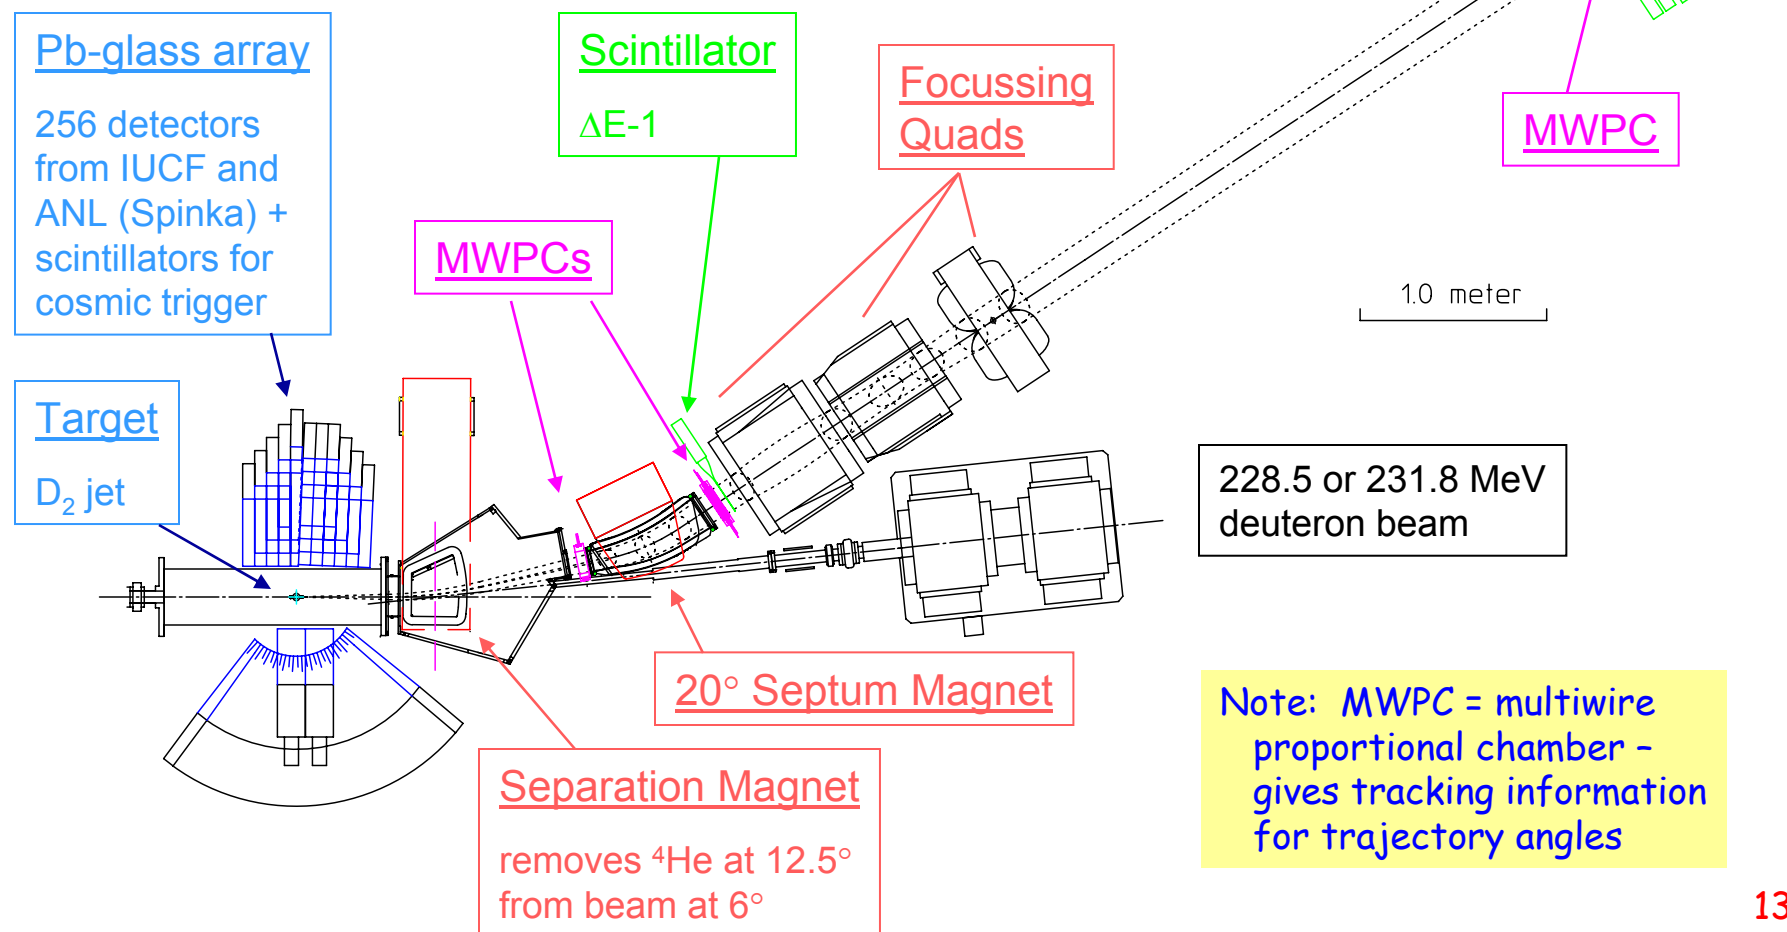 Pb-glass array
256 detectors
from IUCF and
ANL (Spinka) +
scintillators for
cosmic trigger
Scintillator
ΔE-1
Focussing
Quads
MWPC
MWPCs
1.0 meter
Target
D₂ jet
228.5 or 231.8 MeV
deuteron beam
20° Septum Magnet
Separation Magnet
removes ⁴He at 12.5°
from beam at 6°
Note: MWPC = multiwire
proportional chamber –
gives tracking information
for trajectory angles
13